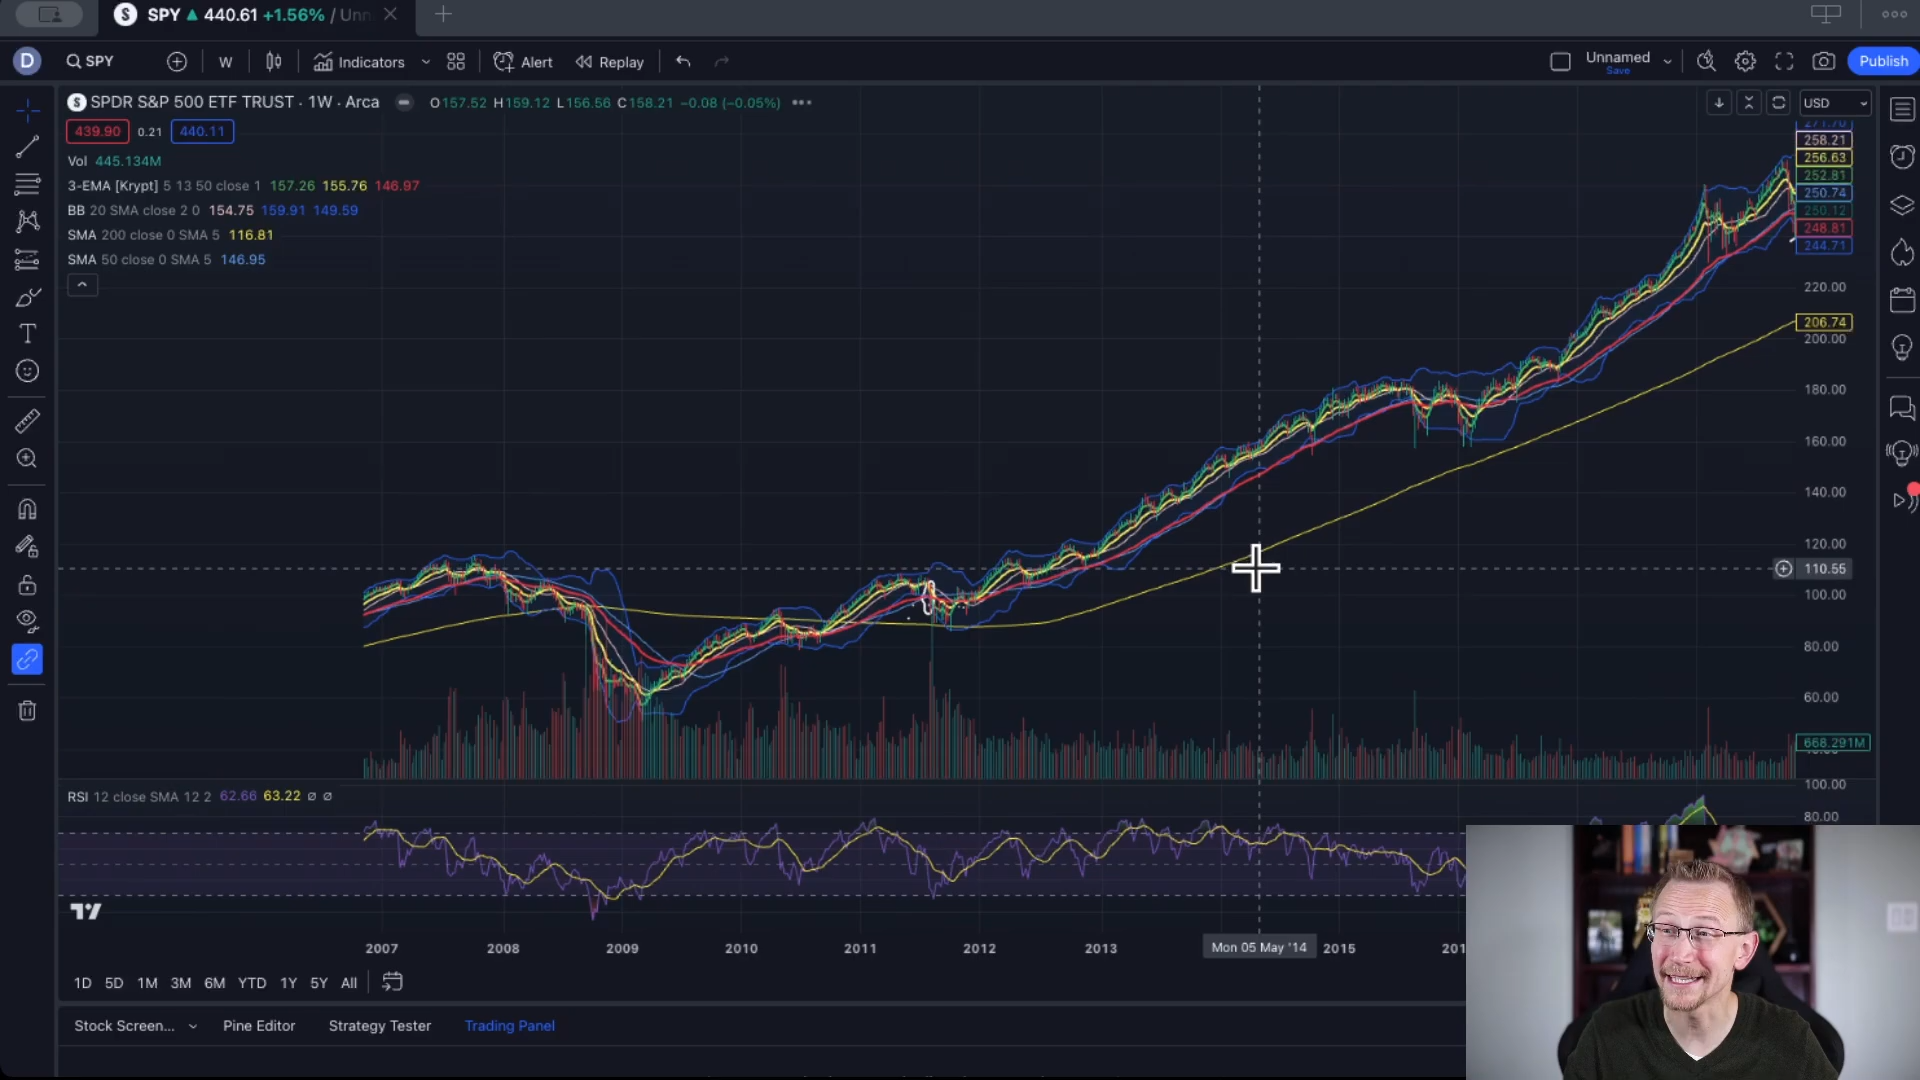 S SPY ▲ 440.61 +1.56% / Unn
D SPY W Indicators Alert Replay Unnamed Save Publish
S SPDR S&P 500 ETF TRUST · 1W · Arca O157.52 H159.12 L156.56 C158.21 −0.08 (−0.05%) USD
439.90 0.21 440.11
Vol 445.134M
3-EMA [Krypt] 5 13 50 close 1 157.26 155.76 146.97
BB 20 SMA close 2 0 154.75 159.91 149.59
SMA 200 close 0 SMA 5 116.81
SMA 50 close 0 SMA 5 146.95
258.21
256.63
252.81
250.74
250.12
248.81
244.71
220.00
206.74
200.00
180.00
160.00
140.00
120.00
110.55
100.00
80.00
60.00
668.291M
100.00
RSI 12 close SMA 12 2 62.66 63.22 ∅ ∅
80.00
2007 2008 2009 2010 2011 2012 2013 Mon 05 May '14 2015 201
1D 5D 1M 3M 6M YTD 1Y 5Y All
Stock Screen... Pine Editor Strategy Tester Trading Panel